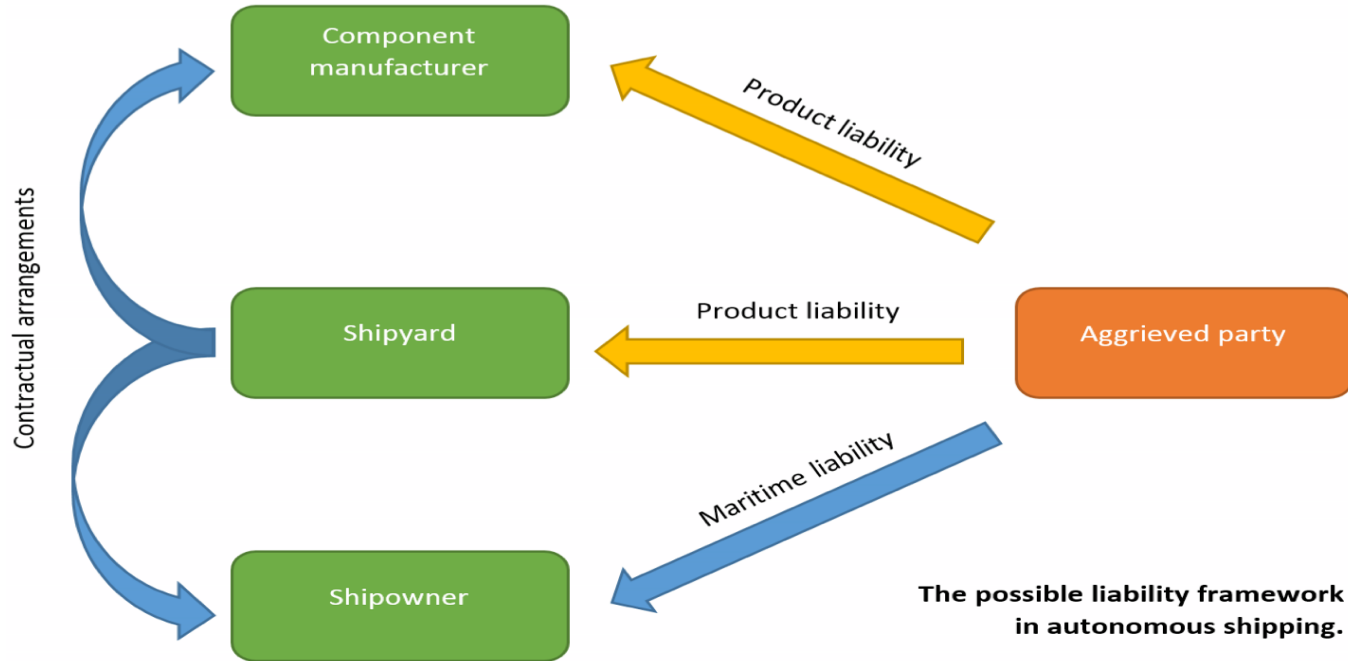 Component
manufacturer
Product liability
Contractual arrangements
Shipyard
Product liability
Aggrieved party
Maritime liability
Shipowner
The possible liability framework
in autonomous shipping.